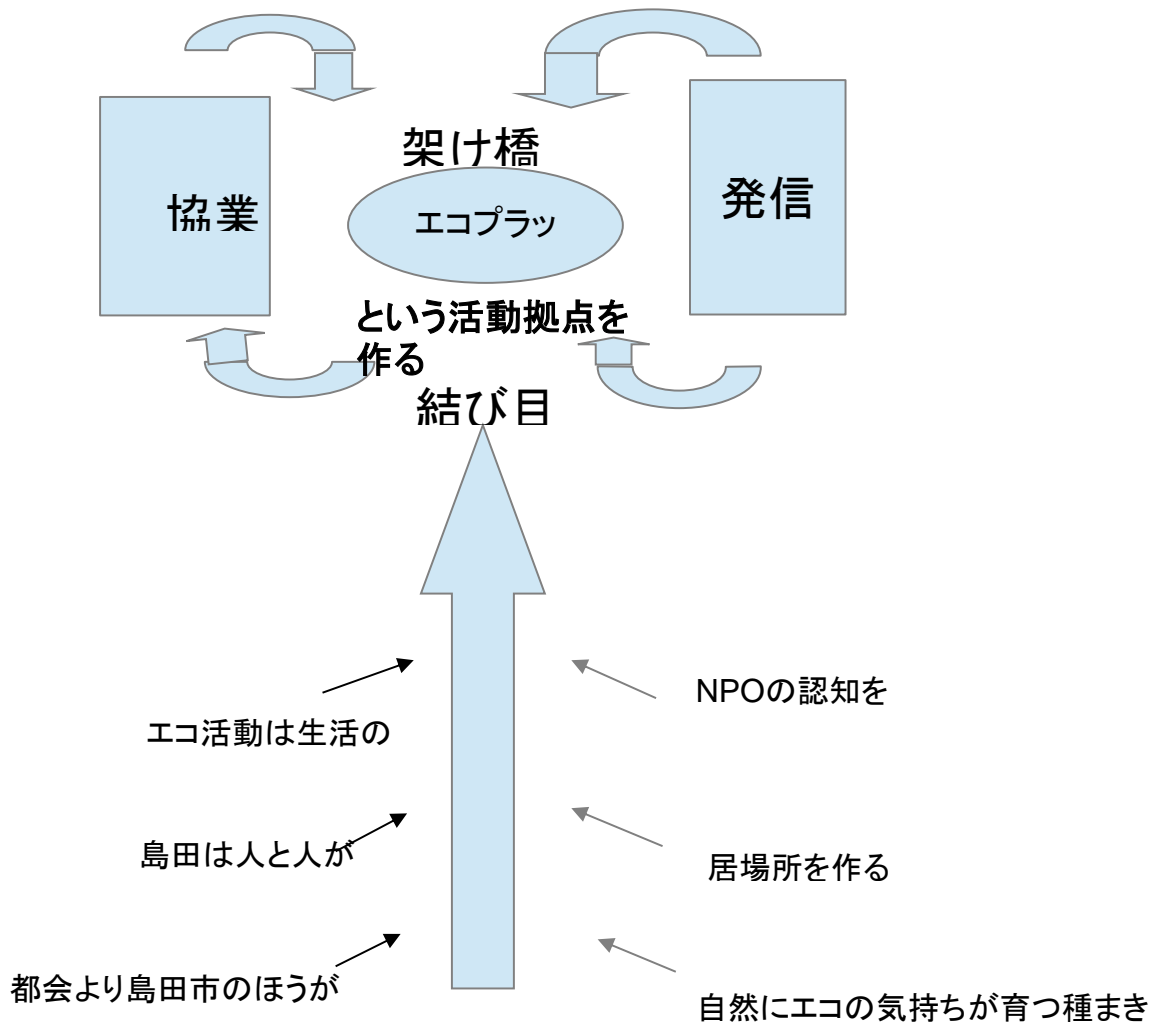 架け橋
協業
エコプラッ
発信
という活動拠点を
作る
結び目
エコ活動は生活の
NPOの認知を
島田は人と人が
居場所を作る
都会より島田市のほうが
自然にエコの気持ちが育つ種まき